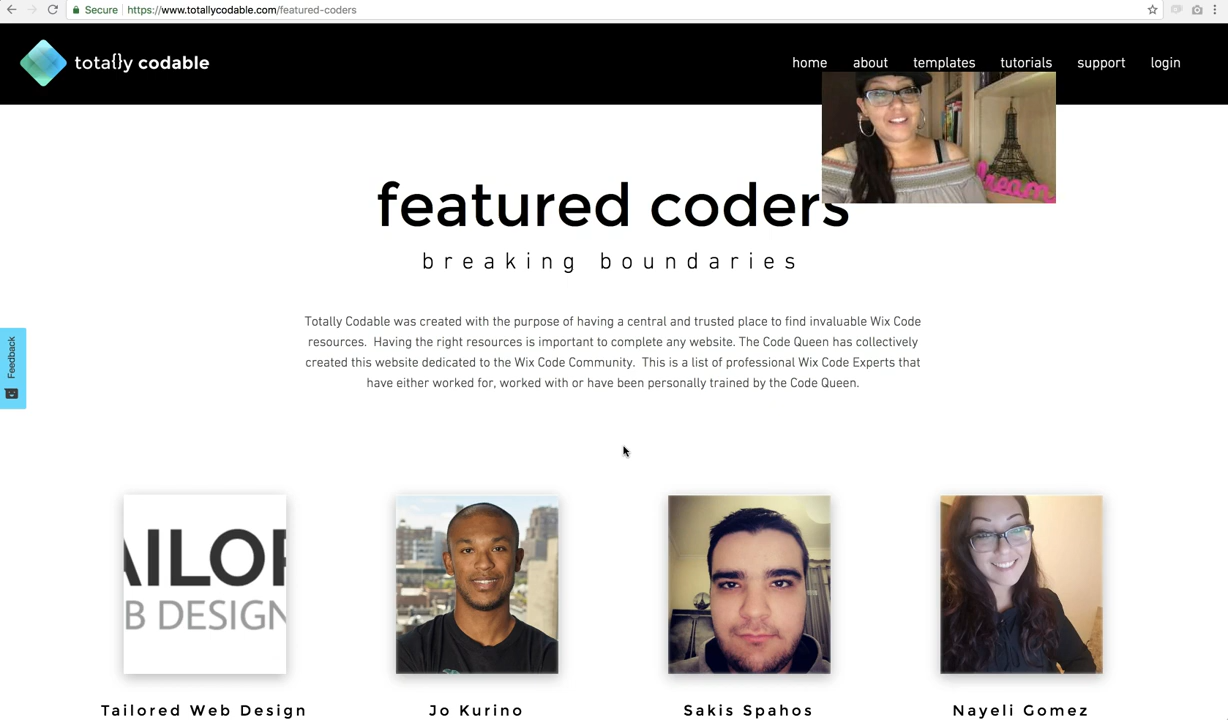 Secure
https://www.totallycodable.com/featured-coders
tota{}y codable
home about templates tutorials support login
dream
featured coders
breaking boundaries
Totally Codable was created with the purpose of having a central and trusted place to find invaluable Wix Code
resources. Having the right resources is important to complete any website. The Code Queen has collectively
created this website dedicated to the Wix Code Community. This is a list of professional Wix Code Experts that
have either worked for, worked with or have been personally trained by the Code Queen.
Feedback
AILOR
B DESIGN
Tailored Web Design
Jo Kurino
Sakis Spahos
Nayeli Gomez